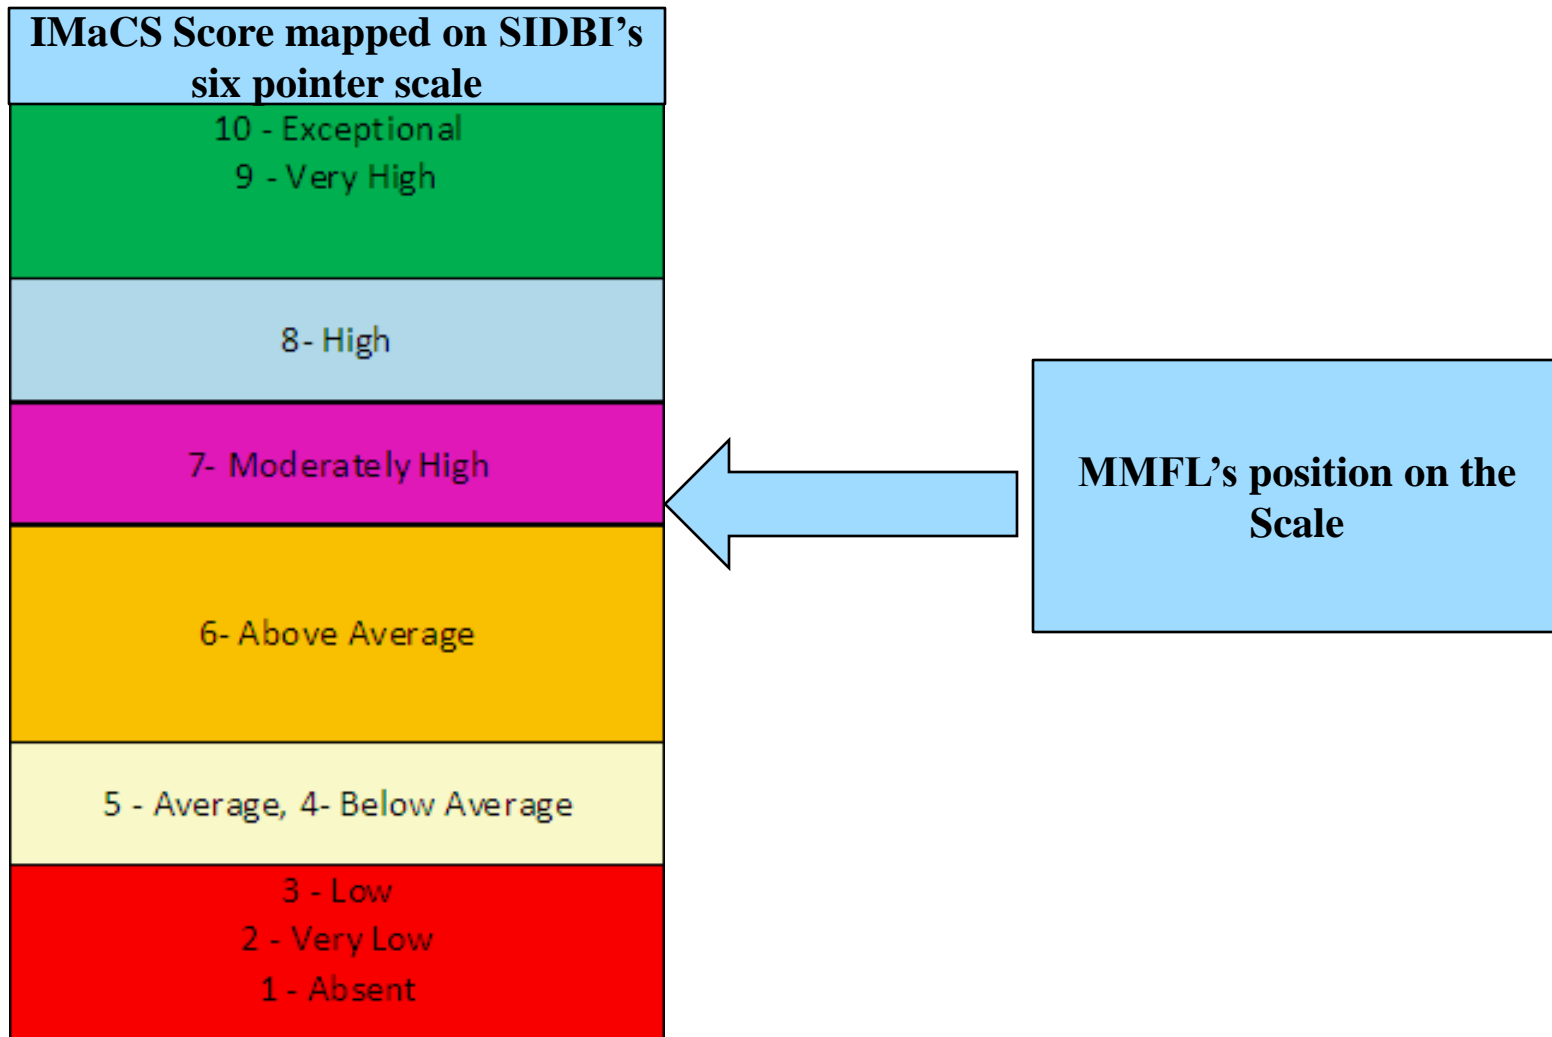 IMaCS Score mapped on SIDBI’s
six pointer scale
10 - Exceptional
9 - Very High
8- High
7- Moderately High
6- Above Average
5 - Average, 4- Below Average
3 - Low
2 - Very Low
1 - Absent
MMFL’s position on the
Scale